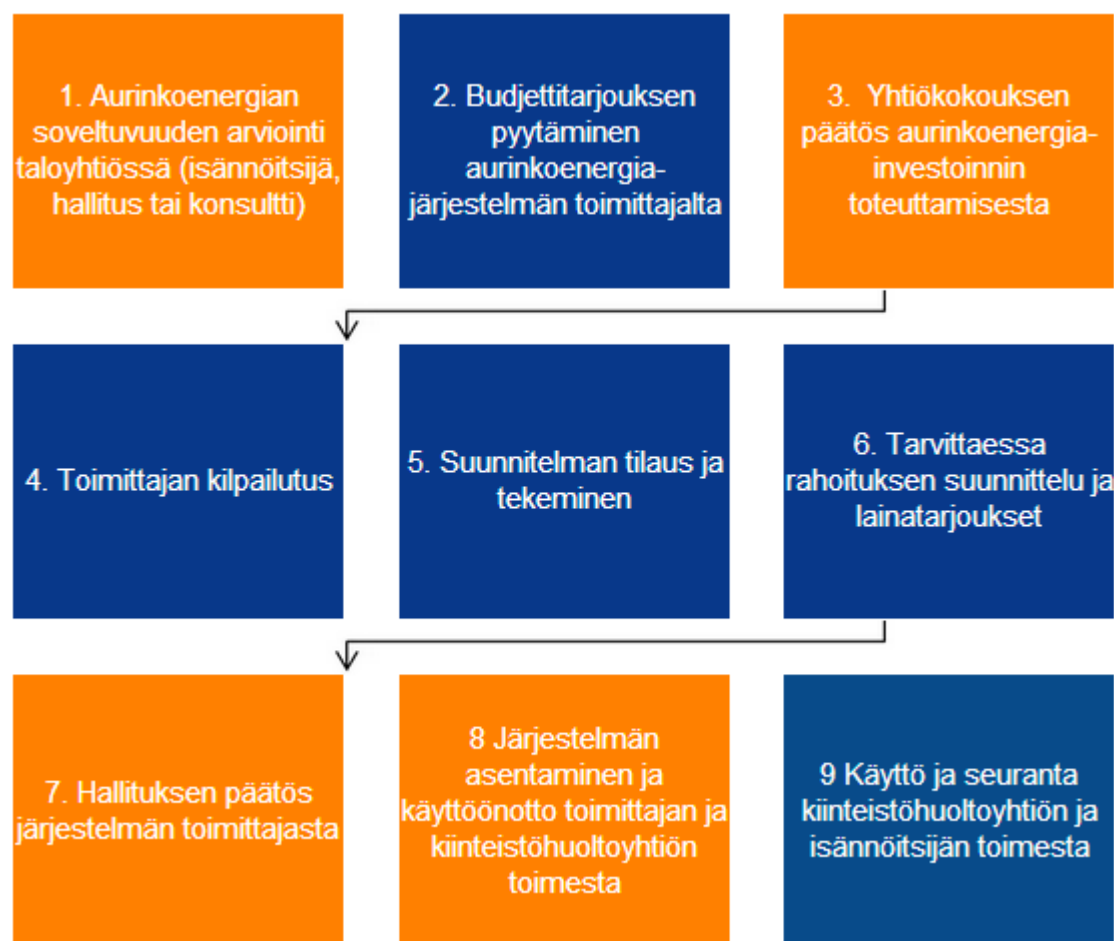 1. Aurinkoenergian
soveltuvuuden arviointi
taloyhtiössä (isännöitsijä,
hallitus tai konsultti)
2. Budjettitarjouksen
pyytäminen
aurinkoenergia-
järjestelmän toimittajalta
3. Yhtiökokouksen
päätös aurinkoenergia-
investoinnin
toteuttamisesta
4. Toimittajan kilpailutus
5. Suunnitelman tilaus ja
tekeminen
6. Tarvittaessa
rahoituksen suunnittelu ja
lainatarjoukset
7. Hallituksen päätös
järjestelmän toimittajasta
8 Järjestelmän
asentaminen ja
käyttöönotto toimittajan ja
kiinteistöhuoltoyhtiön
toimesta
9 Käyttö ja seuranta
kiinteistöhuoltoyhtiön ja
isännöitsijän toimesta